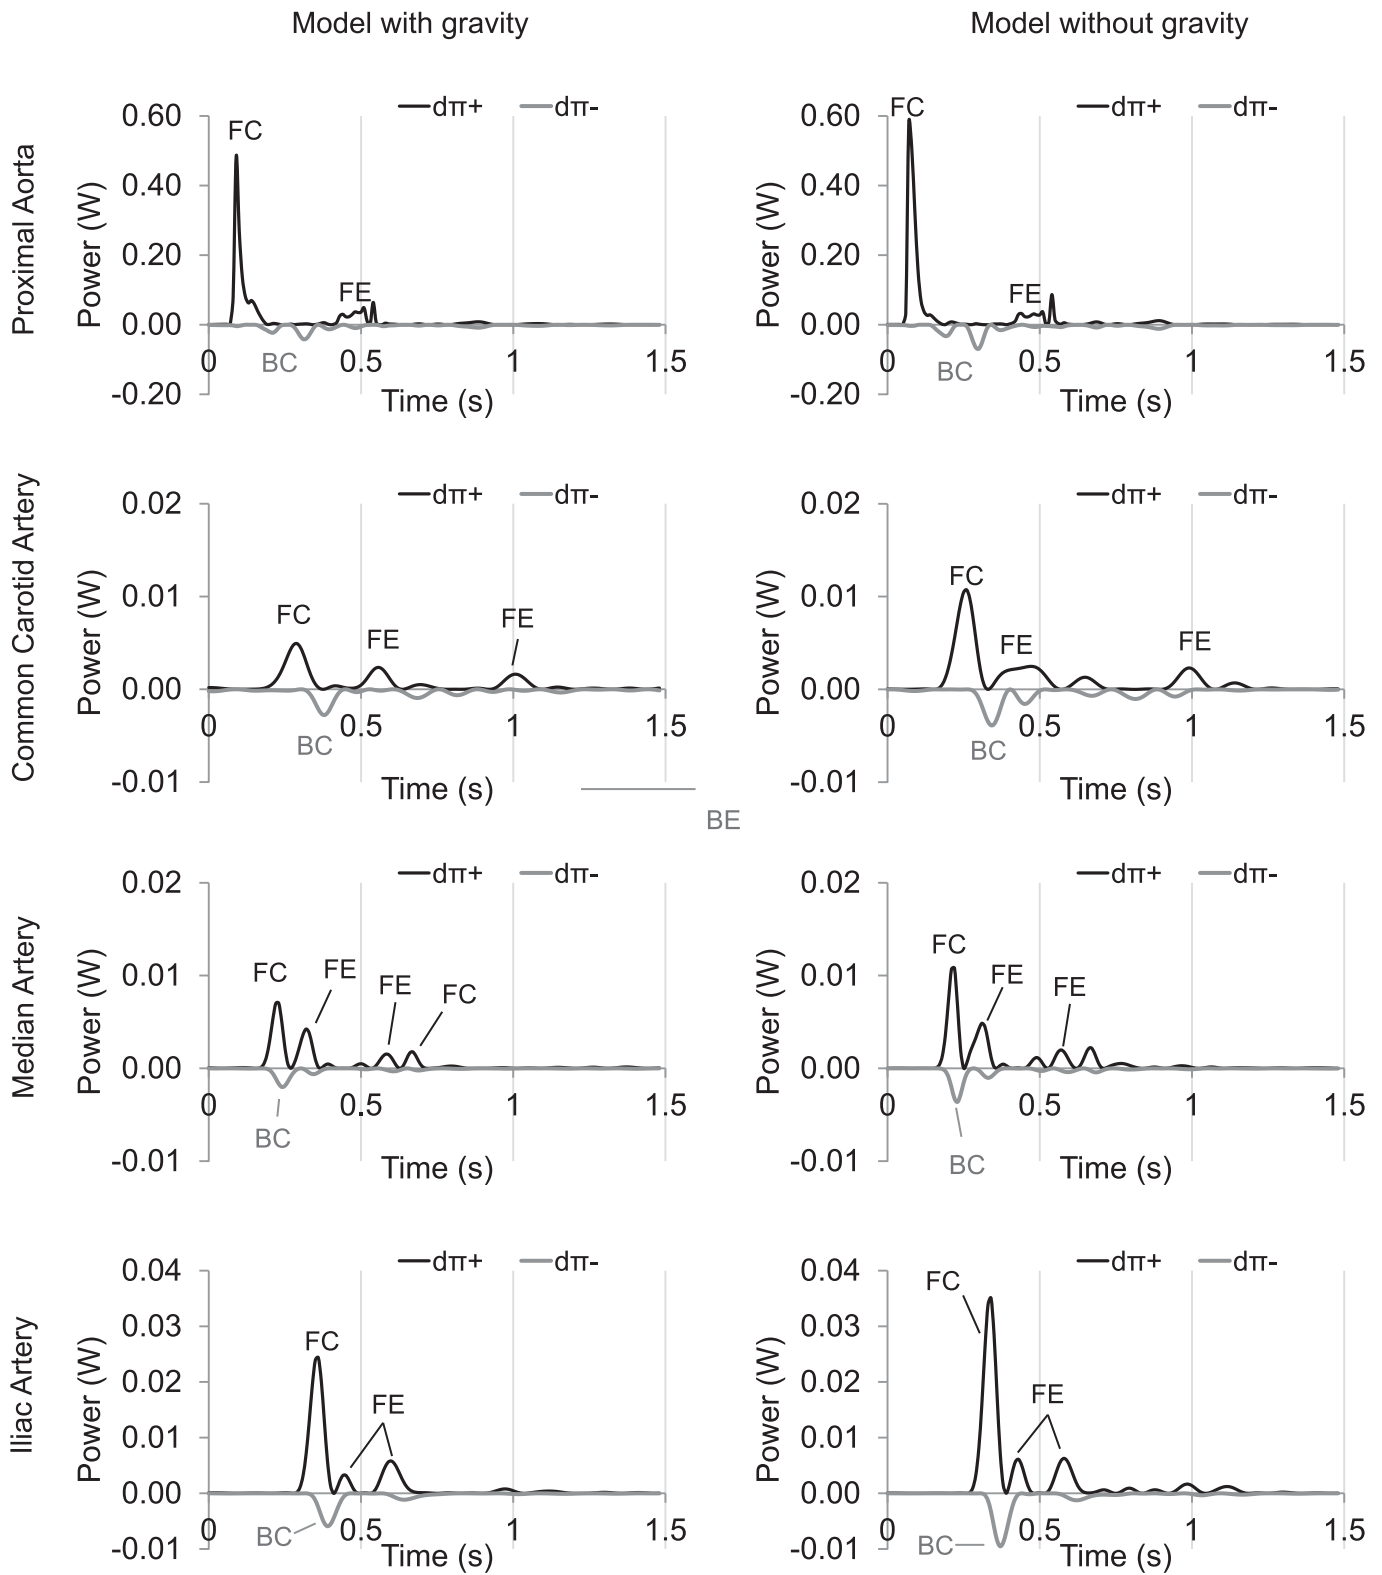 Model with gravity
Model without gravity
Proximal Aorta
Power (W)
0.60
0.40
0.20
0.00
-0.20
dπ+
dπ-
FC
FE
BC
0
0.5
1
1.5
Time (s)
Power (W)
0.60
0.40
0.20
0.00
-0.20
dπ+
dπ-
FC
FE
BC
0
0.5
1
1.5
Time (s)
Common Carotid Artery
Power (W)
0.02
0.01
0.00
-0.01
dπ+
dπ-
FC
FE
FE
BC
0
0.5
1
1.5
Time (s)
BE
Power (W)
0.02
0.01
0.00
-0.01
dπ+
dπ-
FC
FE
FE
BC
0
0.5
1
1.5
Time (s)
Median Artery
Power (W)
0.02
0.01
0.00
-0.01
dπ+
dπ-
FC
FE
FE
FC
BC
0
0.5
1
1.5
Time (s)
Power (W)
0.02
0.01
0.00
-0.01
dπ+
dπ-
FC
FE
FE
BC
0
0.5
1
1.5
Time (s)
Iliac Artery
Power (W)
0.04
0.03
0.02
0.01
0.00
-0.01
dπ+
dπ-
FC
FE
BC
0
0.5
1
1.5
Time (s)
Power (W)
0.04
0.03
0.02
0.01
0.00
-0.01
dπ+
dπ-
FC
FE
BC
0
0.5
1
1.5
Time (s)